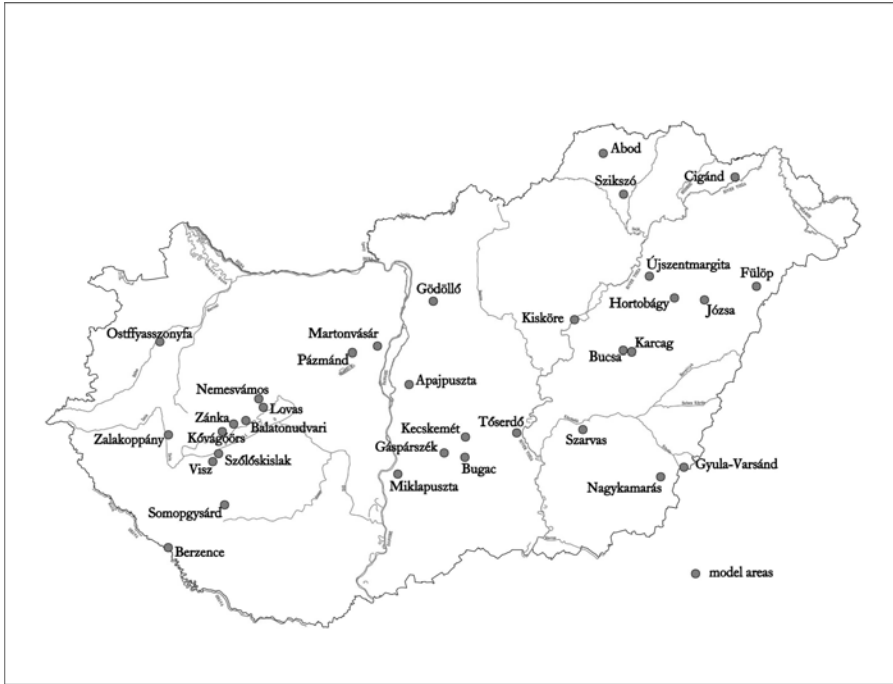 Abod
Szikszó
Cigánd
Újszentmargita
Fülöp
Gödöllő
Hortobágy
Józsa
Kisköre
Ostffyasszonyfa
Martonvásár
Pázmánd
Bucsa
Karcag
Apajpuszta
Nemesvámos
Lovas
Zánka
Balatonudvari
Kővágóörs
Zalakoppány
Kecskemét
Tőserdő
Szarvas
Gáspárszék
Szőlőskislak
Visz
Bugac
Gyula-Varsánd
Miklapuszta
Nagykamarás
Somopgysárd
Berzence
model areas